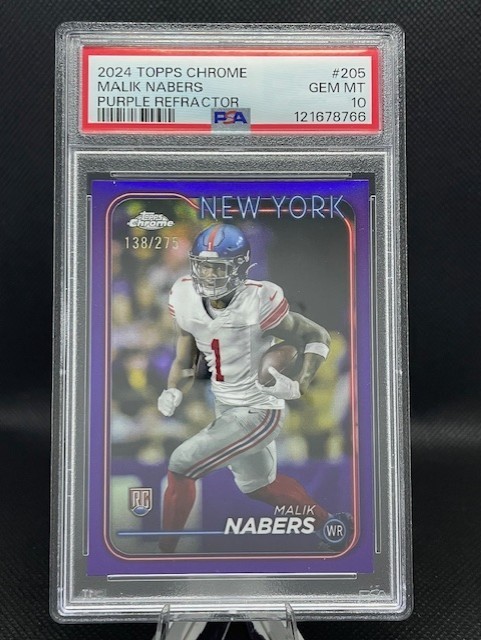 2024 TOPPS CHROME #205
MALIK NABERS GEM MT
PURPLE REFRACTOR 10
PSA 121678766
NEW YORK
Topps
Chrome
138/275
1
1
RC
MALIK
NABERS
WR